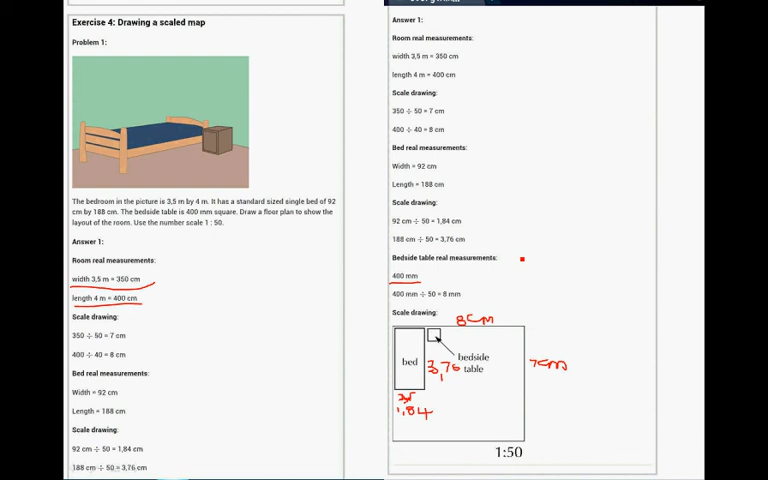 Exercise 4: Drawing a scaled map
Problem 1:
The bedroom in the picture is 3,5 m by 4 m. It has a standard sized single bed of 92
cm by 188 cm. The bedside table is 400 mm square. Draw a floor plan to show the
layout of the room. Use the number scale 1 : 50.
Answer 1:
Room real measurements:
width 3,5 m = 350 cm
length 4 m = 400 cm
Scale drawing:
350 ÷ 50 = 7 cm
400 ÷ 40 = 8 cm
Bed real measurements:
Width = 92 cm
Length = 188 cm
Scale drawing:
92 cm ÷ 50 = 1,84 cm
188 cm ÷ 50 = 3,76 cm
Answer 1:
Room real measurements:
width 3,5 m = 350 cm
length 4 m = 400 cm
Scale drawing:
350 ÷ 50 = 7 cm
400 ÷ 40 = 8 cm
Bed real measurements:
Width = 92 cm
Length = 188 cm
Scale drawing:
92 cm ÷ 50 = 1,84 cm
188 cm ÷ 50 = 3,76 cm
Bedside table real measurements:
400 mm
400 mm ÷ 50 = 8 mm
Scale drawing:
8cm
bed
bedside
table
3,76
7cm
1,84
1:50